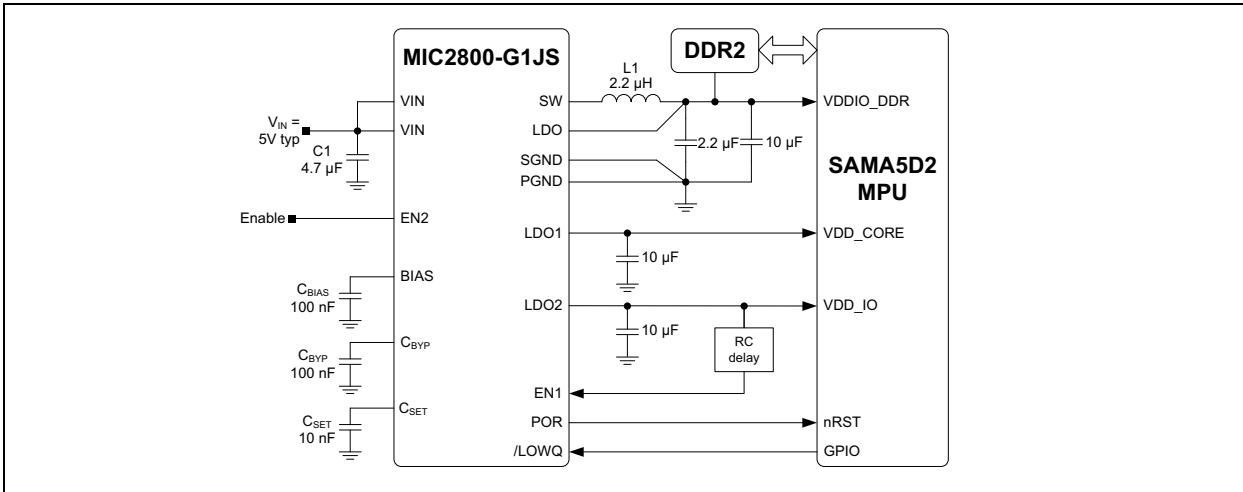 MIC2800-G1JS
VIN
VIN
V_IN =
5V typ
C1
4.7 µF
Enable
EN2
BIAS
C_BIAS
100 nF
C_BYP
C_BYP
100 nF
C_SET
C_SET
10 nF
SW
LDO
SGND
PGND
LDO1
LDO2
EN1
POR
/LOWQ
L1
2.2 µH
DDR2
2.2 µF
10 µF
10 µF
10 µF
RC
delay
VDDIO_DDR
SAMA5D2
MPU
VDD_CORE
VDD_IO
nRST
GPIO